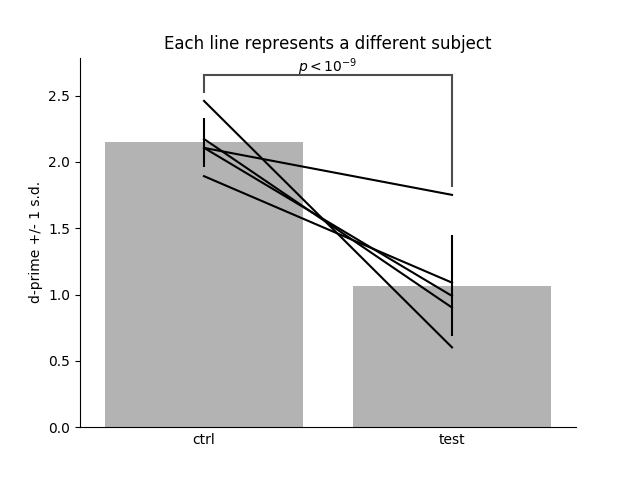 Each line represents a different subject
p < 10⁻⁹
d-prime +/- 1 s.d.
2.5
2.0
1.5
1.0
0.5
0.0
ctrl test